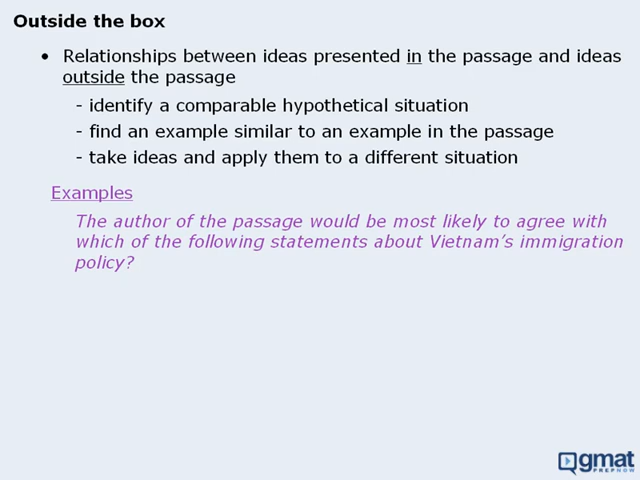 Outside the box
• Relationships between ideas presented in the passage and ideas
outside the passage
- identify a comparable hypothetical situation
- find an example similar to an example in the passage
- take ideas and apply them to a different situation
Examples
The author of the passage would be most likely to agree with
which of the following statements about Vietnam's immigration
policy?
gmat
PREPNOW